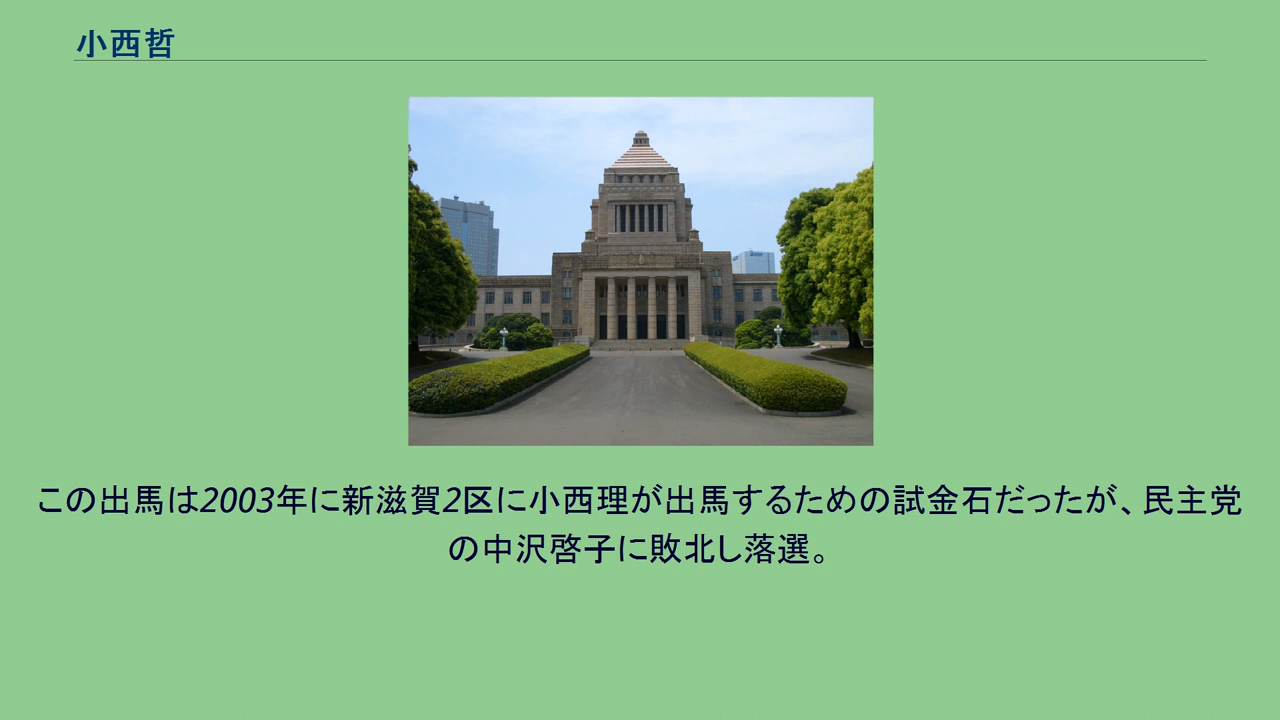 小西哲
この出馬は2003年に新滋賀2区に小西理が出馬するための試金石だったが、民主党
の中沢啓子に敗北し落選。